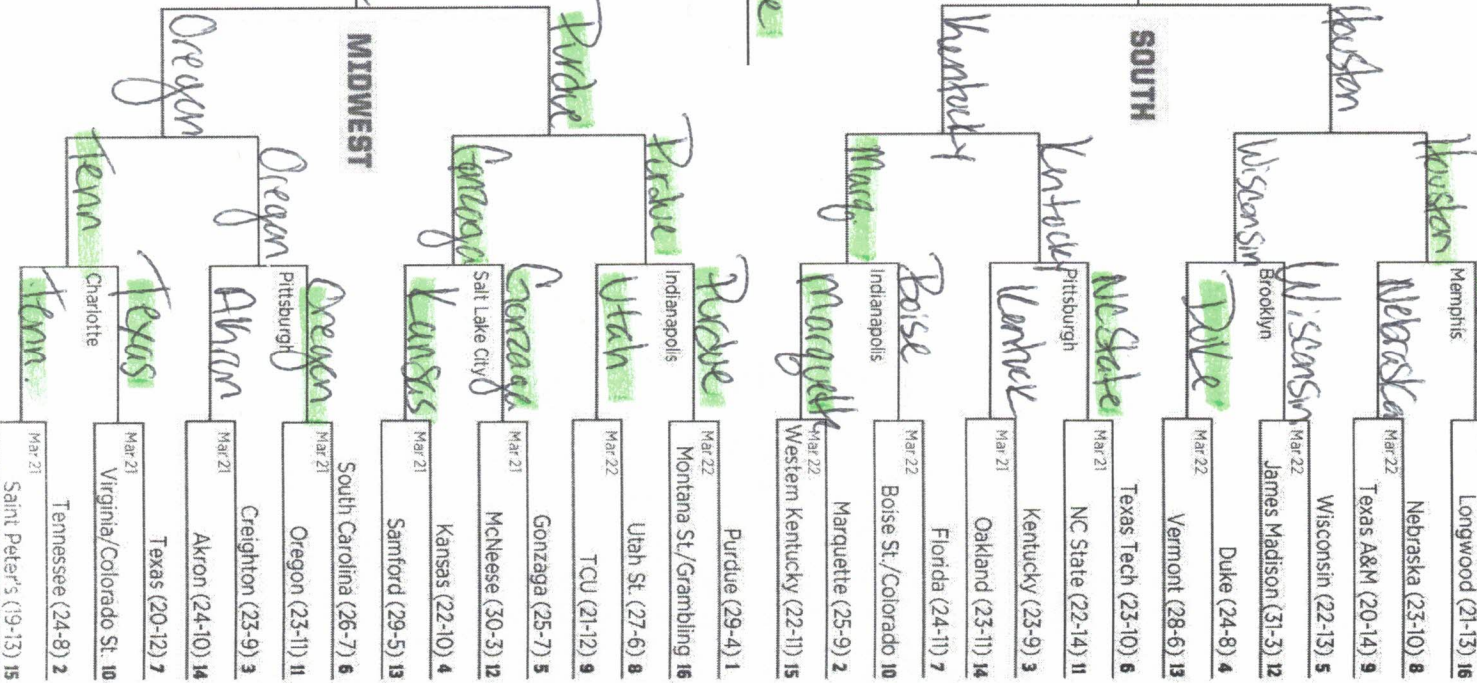 Longwood (21-13) 16
Memphis
Houston
Nebraska (23-10) 8
Mar 22
Nebraska
Texas A&M (20-14) 9
Houston
Wisconsin (22-13) 5
Mar 22
Wisconsin
James Madison (31-3) 12
Brooklyn
Wisconsin
Duke (24-8) 4
Mar 22
Duke
Vermont (28-6) 13
SOUTH
Texas Tech (23-10) 6
Mar 21
NC State
NC State (22-14) 11
Pittsburgh
Kentucky
Kentucky (23-9) 3
Mar 21
Oakland (23-11) 14
Kentucky
Florida (24-11) 7
Boise
Mar 22
Boise St./Colorado 10
Indianapolis
Marq.
Marquette (25-9) 2
Marquette
Mar 22
Western Kentucky (22-11) 15
e
Purdue (29-4) 1
Purdue
Mar 22
Montana St./Grambling 16
Indianapolis
Purdue
Utah St. (27-6) 8
Utah
Mar 22
TCU (21-12) 9
Purdue
Gonzaga (25-7) 5
Gonzaga
Mar 21
McNeese (30-3) 12
Salt Lake City
Gonzaga
Kansas (22-10) 4
Kansas
Mar 21
Samford (29-5) 13
MIDWEST
South Carolina (26-7) 6
Oregon
Mar 21
Oregon (23-11) 11
Pittsburgh
Oregon
Creighton (23-9) 3
Akron
Mar 21
Akron (24-10) 14
Oregon
Texas (20-12) 7
Texas
Mar 21
Virginia/Colorado St. 10
Charlotte
Tenn
Tennessee (24-8) 2
Tenn.
Mar 21
Saint Peter's (19-13) 15